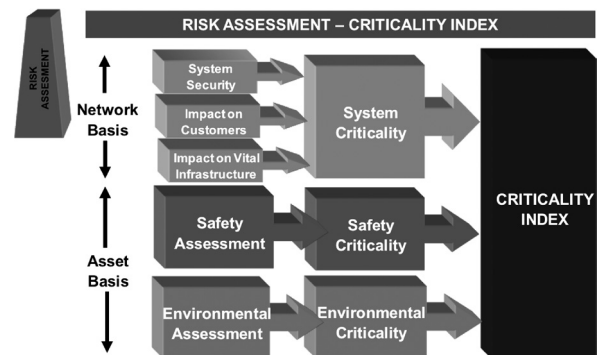 RISK ASSESSMENT – CRITICALITY INDEX
RISK
ASSESMENT
Network
Basis
System
Security
Impact on
Customers
Impact on Vital
Infrastructure
System
Criticality
Asset
Basis
Safety
Assessment
Safety
Criticality
Environmental
Assessment
Environmental
Criticality
CRITICALITY
INDEX